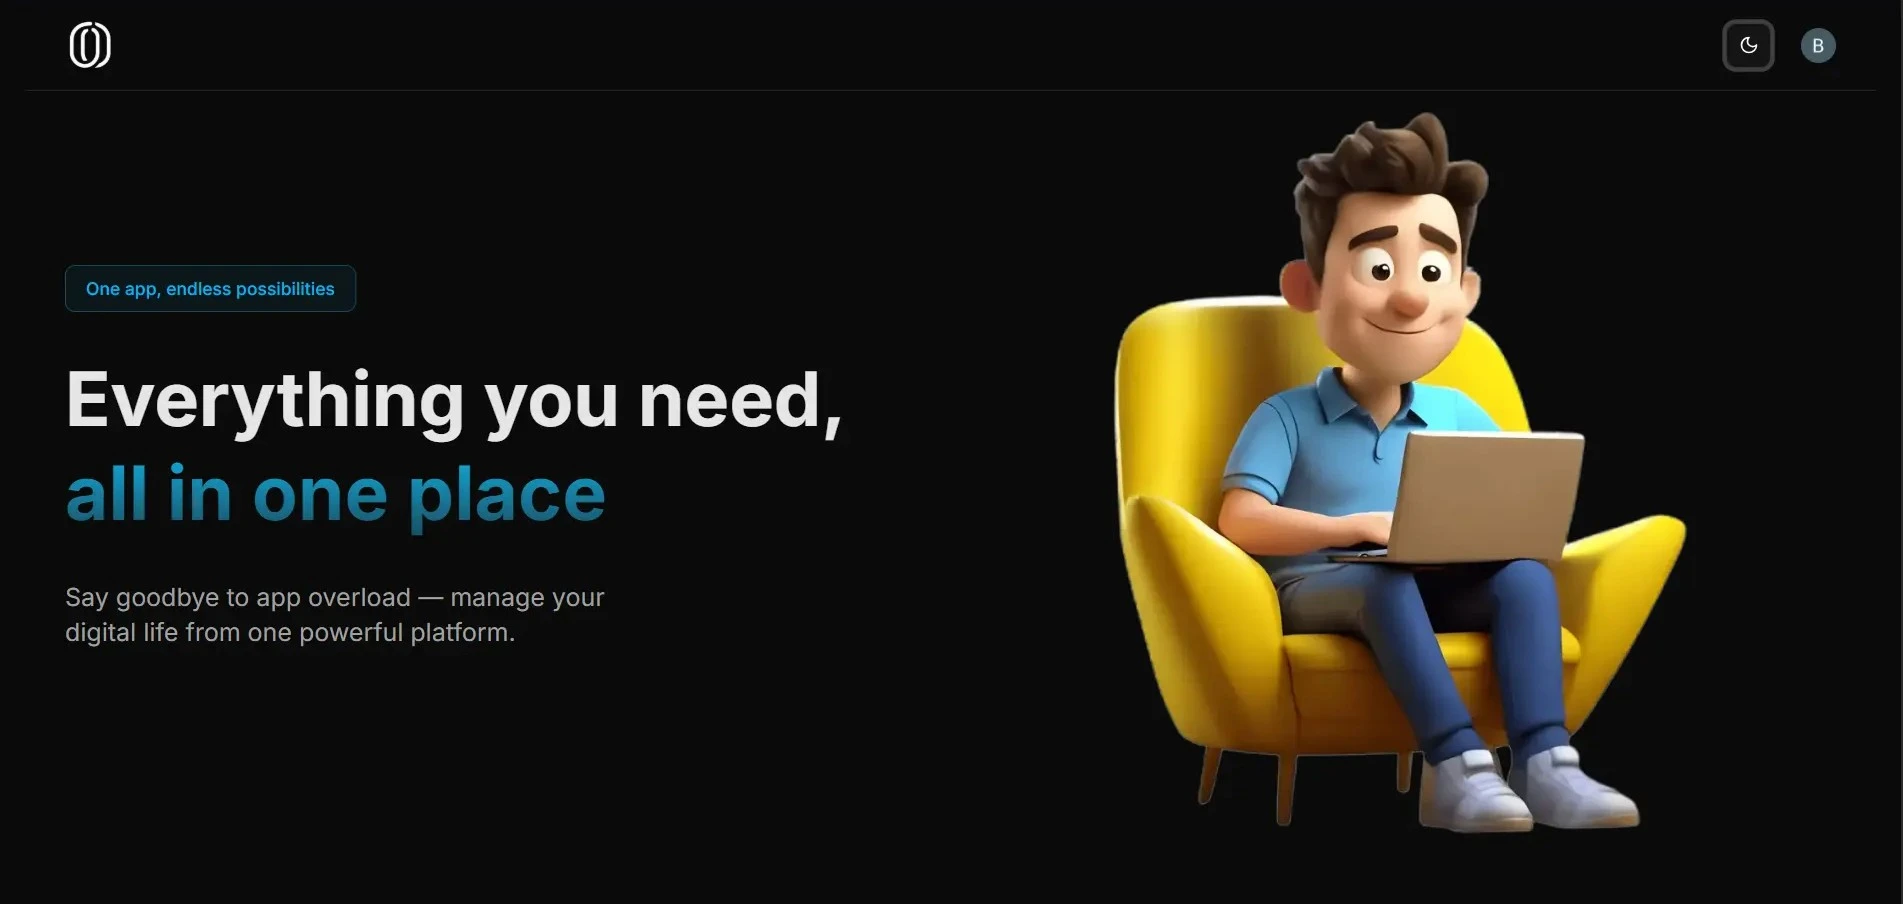 B
One app, endless possibilities
Everything you need,
all in one place
Say goodbye to app overload — manage your
digital life from one powerful platform.